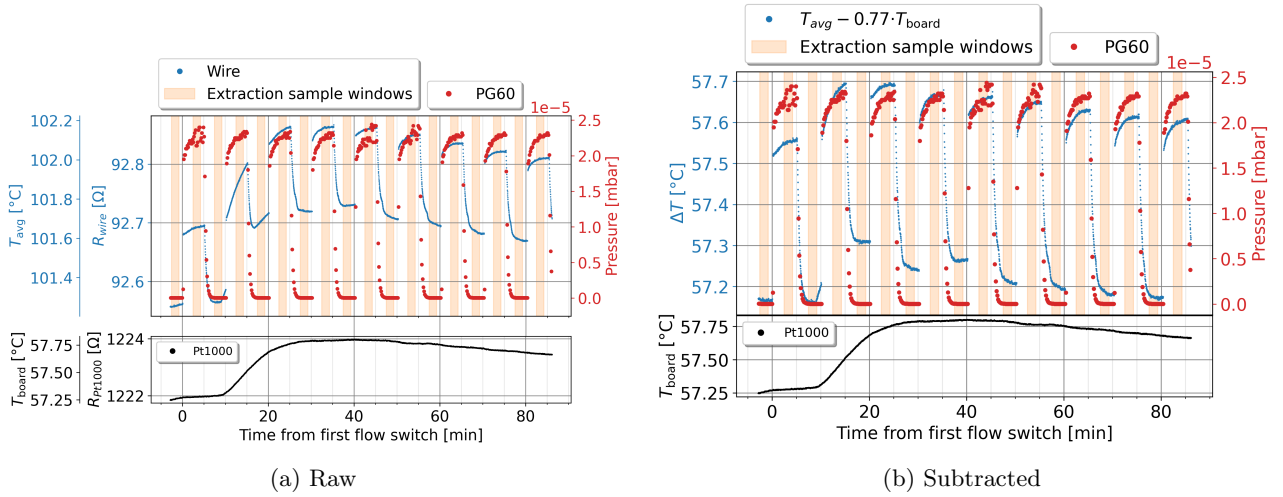 Wire
Extraction sample windows
PG60
1e−5
102.2
102.0
101.8
101.6
101.4
T_avg [°C]
92.8
92.7
92.6
R_wire [Ω]
2.5
2.0
1.5
1.0
0.5
0.0
Pressure [mbar]
57.75
57.50
57.25
T_board [°C]
1224
1222
R_Pt1000 [Ω]
Pt1000
0
20
40
60
80
Time from first flow switch [min]
(a) Raw
T_avg − 0.77·T_board
Extraction sample windows
PG60
1e−5
57.7
57.6
57.5
57.4
57.3
57.2
ΔT [°C]
2.5
2.0
1.5
1.0
0.5
0.0
Pressure [mbar]
57.75
57.50
57.25
T_board [°C]
Pt1000
0
20
40
60
80
Time from first flow switch [min]
(b) Subtracted